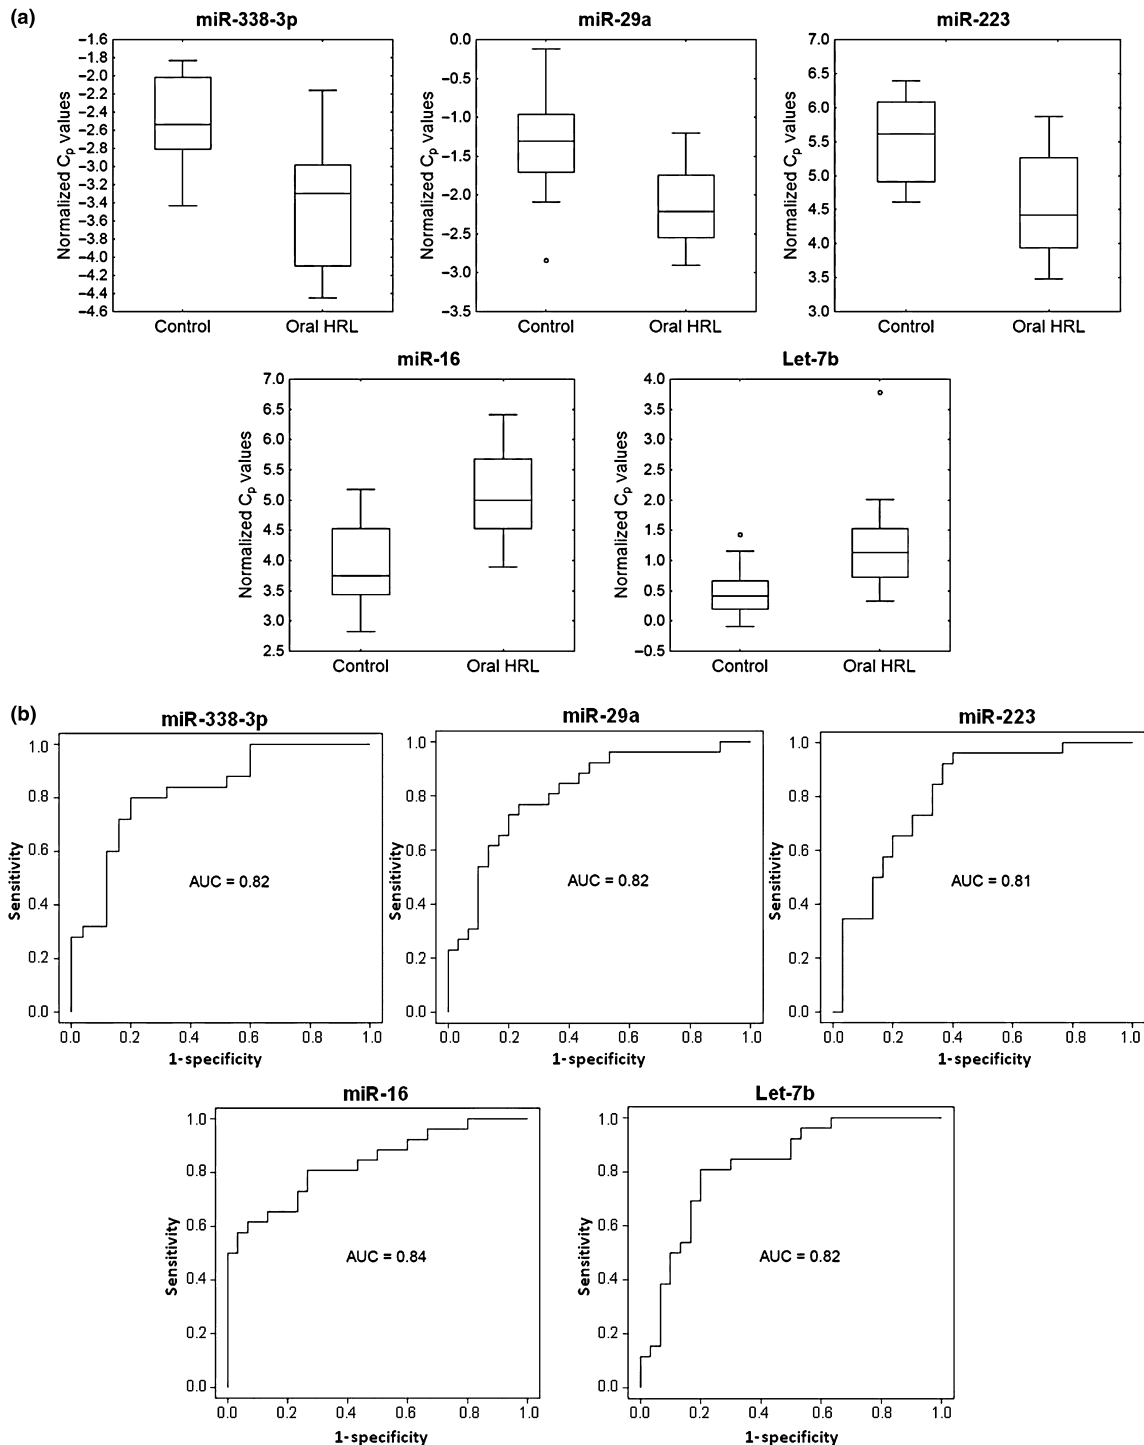 (a)
miR-338-3p
miR-29a
miR-223
Normalized Cp values
−1.6
−1.8
−2.0
−2.2
−2.4
−2.6
−2.8
−3.0
−3.2
−3.4
−3.6
−3.8
−4.0
−4.2
−4.4
−4.6
Control
Oral HRL
Normalized Cp values
0.0
−0.5
−1.0
−1.5
−2.0
−2.5
−3.0
−3.5
Control
Oral HRL
Normalized Cp values
7.0
6.5
6.0
5.5
5.0
4.5
4.0
3.5
3.0
Control
Oral HRL
miR-16
Let-7b
Normalized Cp values
7.0
6.5
6.0
5.5
5.0
4.5
4.0
3.5
3.0
2.5
Control
Oral HRL
Normalized Cp values
4.0
3.5
3.0
2.5
2.0
1.5
1.0
0.5
0.0
−0.5
Control
Oral HRL
(b)
miR-338-3p
miR-29a
miR-223
Sensitivity
1.0
0.8
0.6
0.4
0.2
0.0
AUC = 0.82
0.0 0.2 0.4 0.6 0.8 1.0
1-specificity
Sensitivity
1.0
0.8
0.6
0.4
0.2
0.0
AUC = 0.82
0.0 0.2 0.4 0.6 0.8 1.0
1-specificity
Sensitivity
1.0
0.8
0.6
0.4
0.2
0.0
AUC = 0.81
0.0 0.2 0.4 0.6 0.8 1.0
1-specificity
miR-16
Let-7b
Sensitivity
1.0
0.8
0.6
0.4
0.2
0.0
AUC = 0.84
0.0 0.2 0.4 0.6 0.8 1.0
1-specificity
Sensitivity
1.0
0.8
0.6
0.4
0.2
0.0
AUC = 0.82
0.0 0.2 0.4 0.6 0.8 1.0
1-specificity